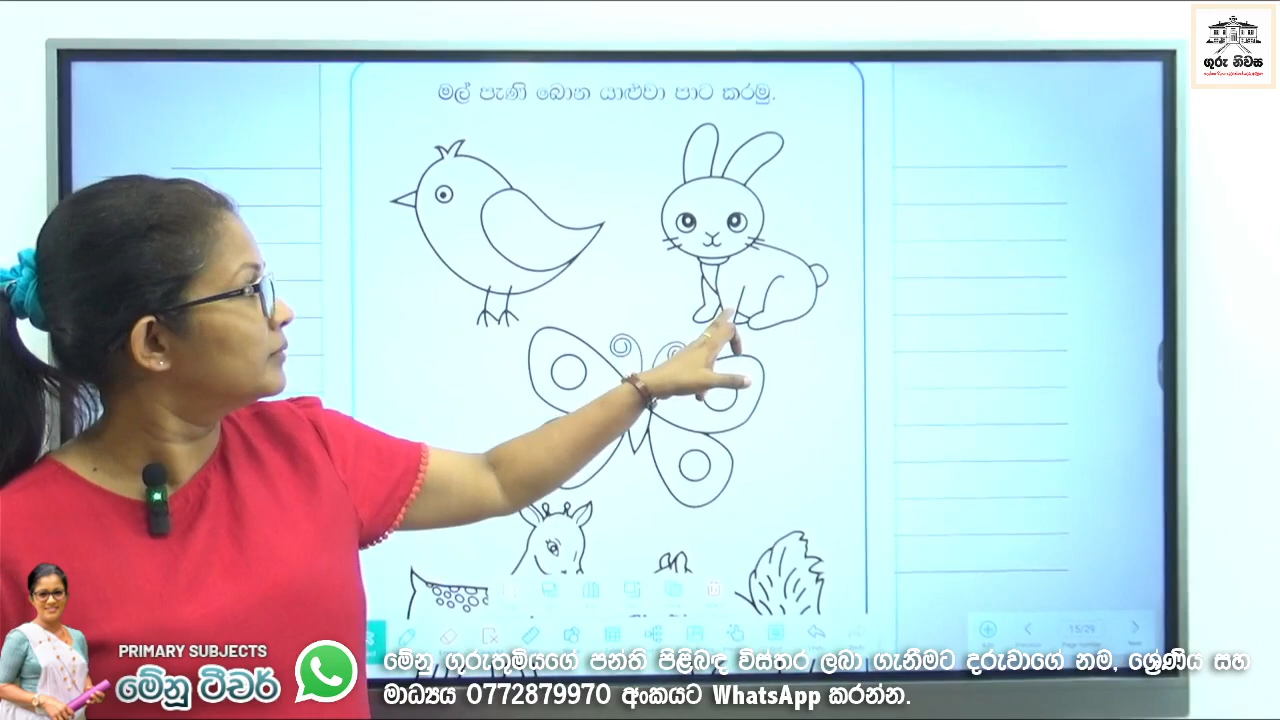 ගුරු නිවස
මල් පැණි බොන යාළුවා පාට කරමු.
15/29
PRIMARY SUBJECTS
මේනූ ටීචර්
මේනූ ගුරුතුමියගේ පන්ති පිළිබඳ විස්තර ලබා ගැනීමට දරුවාගේ නම, ශ්‍රේණිය සහ
මාධ්‍යය 0772879970 අංකයට WhatsApp කරන්න.